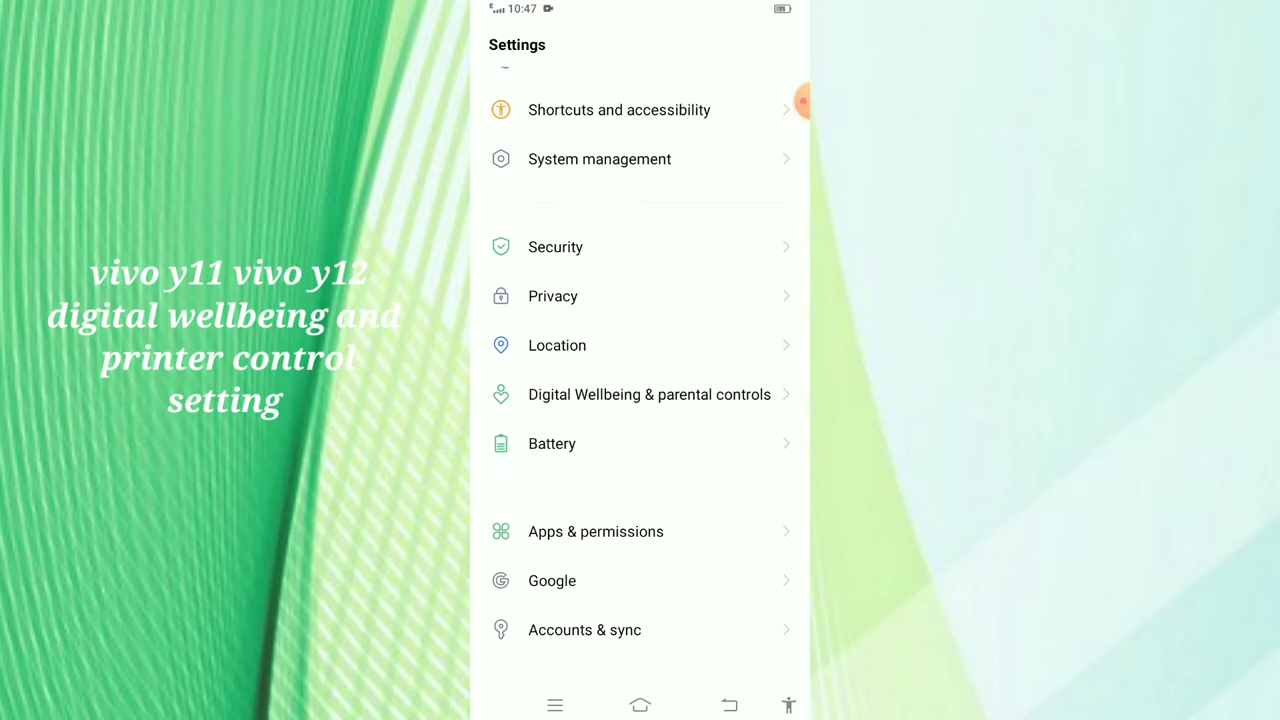 10:47
Settings
Shortcuts and accessibility
System management
Security
Privacy
Location
Digital Wellbeing & parental controls
Battery
Apps & permissions
Google
Accounts & sync
vivo y11 vivo y12
digital wellbeing and
printer control
setting